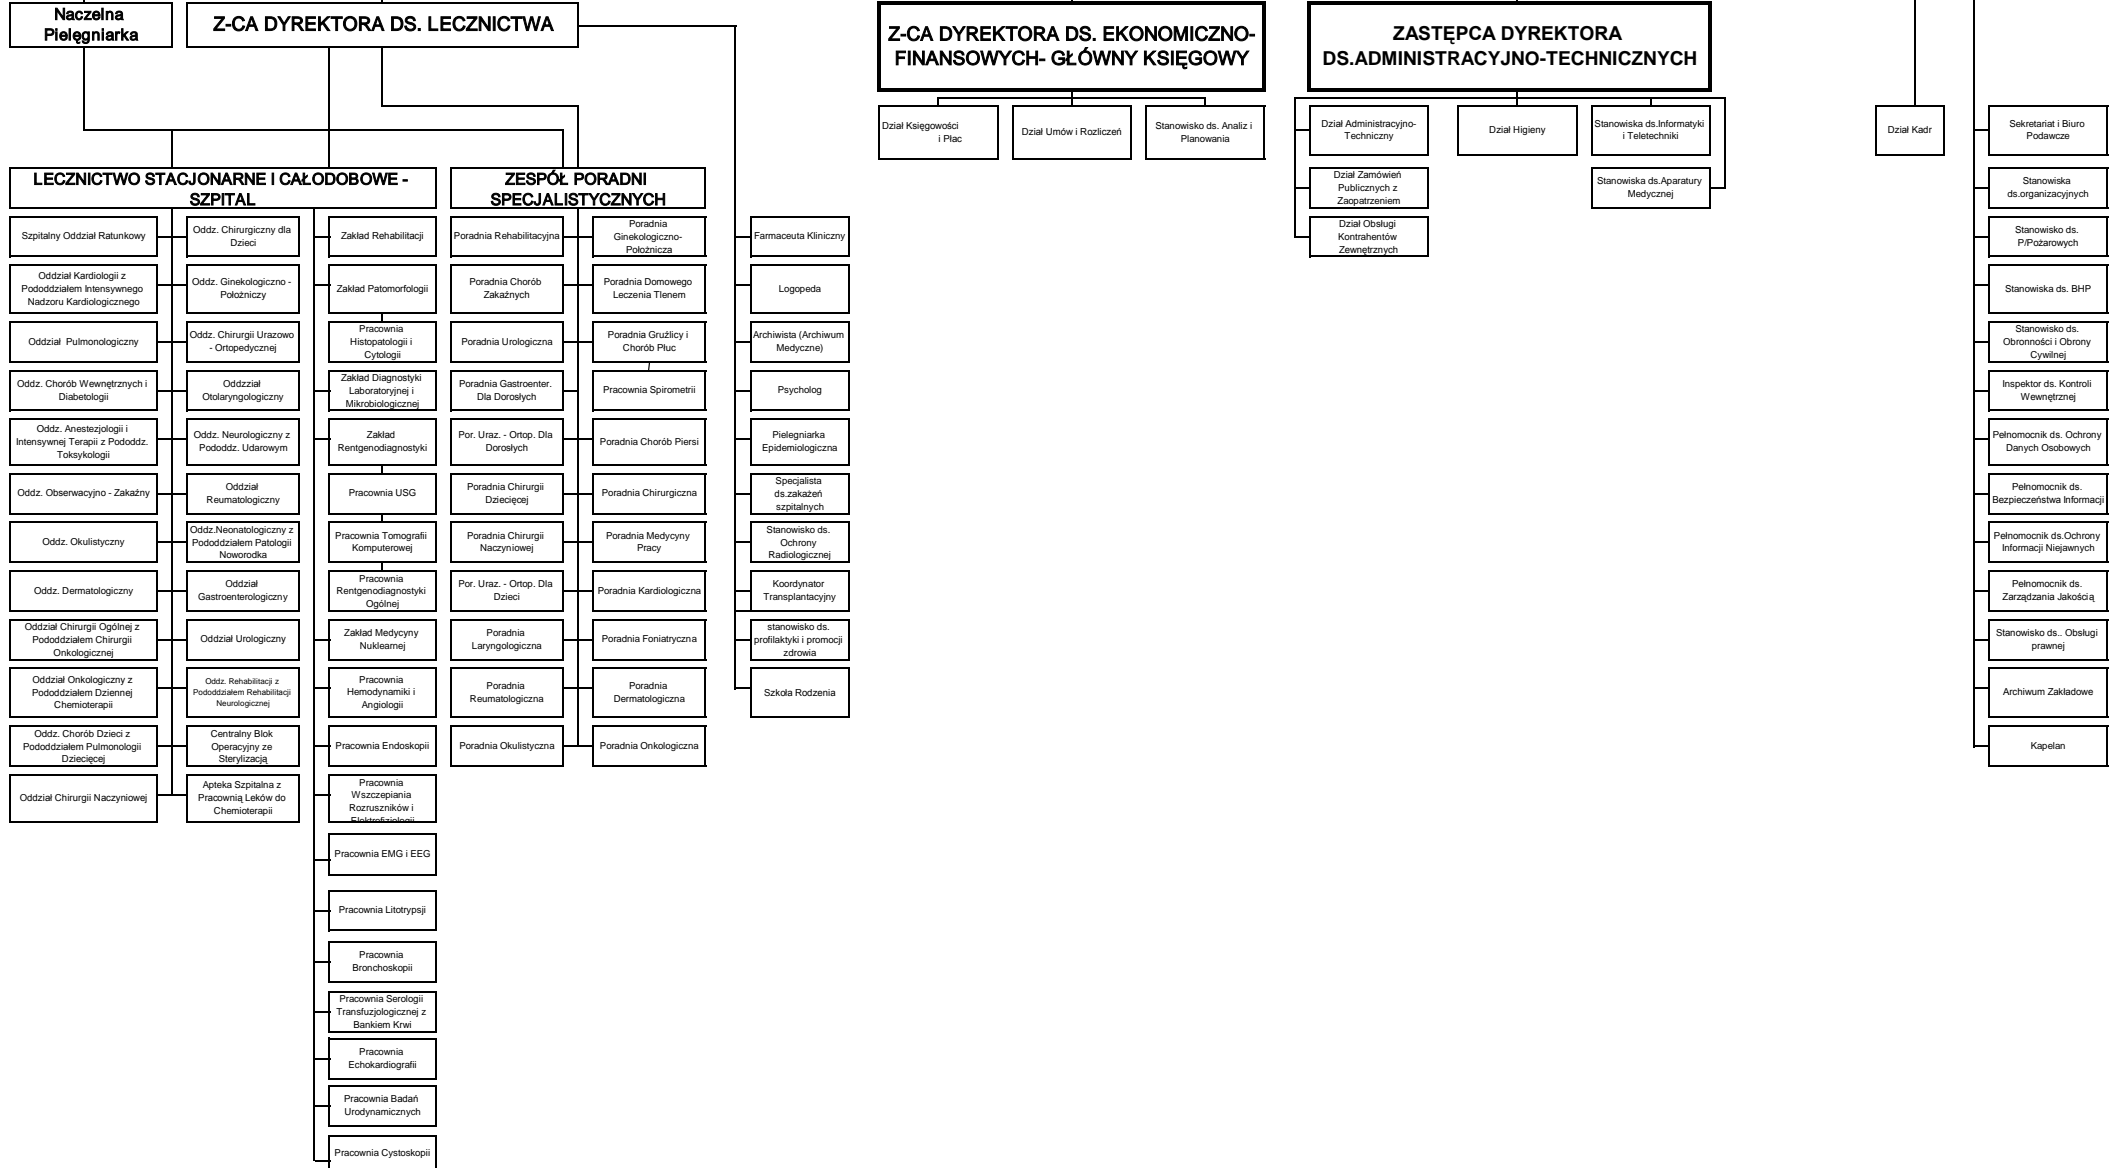 Naczelna
Pielęgniarka
Z-CA DYREKTORA DS. LECZNICTWA
Z-CA DYREKTORA DS. EKONOMICZNO-
FINANSOWYCH- GŁÓWNY KSIĘGOWY
ZASTĘPCA DYREKTORA
DS.ADMINISTRACYJNO-TECHNICZNYCH
Dział Księgowości
i Płac
Dział Umów i Rozliczeń
Stanowisko ds. Analiz i
Planowania
Dział Administracyjno-
Techniczny
Dział Higieny
Stanowiska ds.Informatyki
i Teletechniki
Dział Zamówień
Publicznych z
Zaopatrzeniem
Stanowiska ds.Aparatury
Medycznej
Dział Obsługi
Kontrahentów
Zewnętrznych
Dział Kadr
LECZNICTWO STACJONARNE I CAŁODOBOWE -
SZPITAL
Szpitalny Oddział Ratunkowy
Oddział Kardiologii z
Pododdziałem Intensywnego
Nadzoru Kardiologicznego
Oddział  Pulmonologiczny
Oddz. Chorób Wewnętrznych i
Diabetologii
Oddz. Anestezjologii i
Intensywnej Terapii z Pododdz.
Toksykologii
Oddz. Obserwacyjno - Zakaźny
Oddz. Okulistyczny
Oddz. Dermatologiczny
Oddział Chirurgii Ogólnej z
Pododdziałem Chirurgii
Onkologicznej
Oddział Onkologiczny z
Pododdziałem Dziennej
Chemioterapii
Oddz. Chorób Dzieci z
Pododdziałem Pulmonologii
Dziecięcej
Oddział Chirurgii Naczyniowej
Oddz. Chirurgiczny dla
Dzieci
Oddz. Ginekologiczno -
Położniczy
Oddz. Chirurgii Urazowo
- Ortopedycznej
Oddzział
Otolaryngologiczny
Oddz. Neurologiczny z
Pododdz. Udarowym
Oddział
Reumatologiczny
Oddz.Neonatologiczny z
Pododdziałem Patologii
Noworodka
Oddział
Gastroenterologiczny
Oddział Urologiczny
Oddz. Rehabilitacji z
Pododdziałem Rehabilitacji
Neurologicznej
Centralny Blok
Operacyjny ze
Sterylizacją
Apteka Szpitalna z
Pracownią Leków do
Chemioterapii
Zakład Rehabilitacji
Zakład Patomorfologii
Pracownia
Histopatologii i
Cytologii
Zakład Diagnostyki
Laboratoryjnej i
Mikrobiologicznej
Zakład
Rentgenodiagnostyki
Pracownia USG
Pracownia Tomografii
Komputerowej
Pracownia
Rentgenodiagnostyki
Ogólnej
Zakład Medycyny
Nuklearnej
Pracownia
Hemodynamiki i
Angiologii
Pracownia Endoskopii
Pracownia
Wszczepiania
Rozruszników i
Elektrofizjologii
Pracownia EMG i EEG
Pracownia Litotrypsji
Pracownia
Bronchoskopii
Pracownia Serologii
Transfuzjologicznej z
Bankiem Krwi
Pracownia
Echokardiografii
Pracownia Badań
Urodynamicznych
Pracownia Cystoskopii
ZESPÓŁ PORADNI
SPECJALISTYCZNYCH
Poradnia Rehabilitacyjna
Poradnia Chorób
Zakaźnych
Poradnia Urologiczna
Poradnia Gastroenter.
Dla Dorosłych
Por. Uraz. - Ortop. Dla
Dorosłych
Poradnia Chirurgii
Dziecięcej
Poradnia Chirurgii
Naczyniowej
Por. Uraz. - Ortop. Dla
Dzieci
Poradnia
Laryngologiczna
Poradnia
Reumatologiczna
Poradnia Okulistyczna
Poradnia
Ginekologiczno-
Położnicza
Poradnia Domowego
Leczenia Tlenem
Poradnia Gruźlicy i
Chorób Płuc
Pracownia Spirometrii
Poradnia Chorób Piersi
Poradnia Chirurgiczna
Poradnia Medycyny
Pracy
Poradnia Kardiologiczna
Poradnia Foniatryczna
Poradnia
Dermatologiczna
Poradnia Onkologiczna
Farmaceuta Kliniczny
Logopeda
Archiwista (Archiwum
Medyczne)
Psycholog
Pielegniarka
Epidemiologiczna
Specjalista
ds.zakażeń
szpitalnych
Stanowisko ds.
Ochrony
Radiologicznej
Koordynator
Transplantacyjny
stanowisko ds.
profilaktyki i promocji
zdrowia
Szkoła Rodzenia
Sekretariat i Biuro
Podawcze
Stanowiska
ds.organizacyjnych
Stanowisko ds.
P/Pożarowych
Stanowiska ds. BHP
Stanowisko ds.
Obronności i Obrony
Cywilnej
Inspektor ds. Kontroli
Wewnętrznej
Pełnomocnik ds. Ochrony
Danych Osobowych
Pełnomocnik ds.
Bezpieczeństwa Informacji
Pełnomocnik ds.Ochrony
Informacji Niejawnych
Pełnomocnik ds.
Zarządzania Jakością
Stanowisko ds.. Obsługi
prawnej
Archiwum Zakładowe
Kapelan